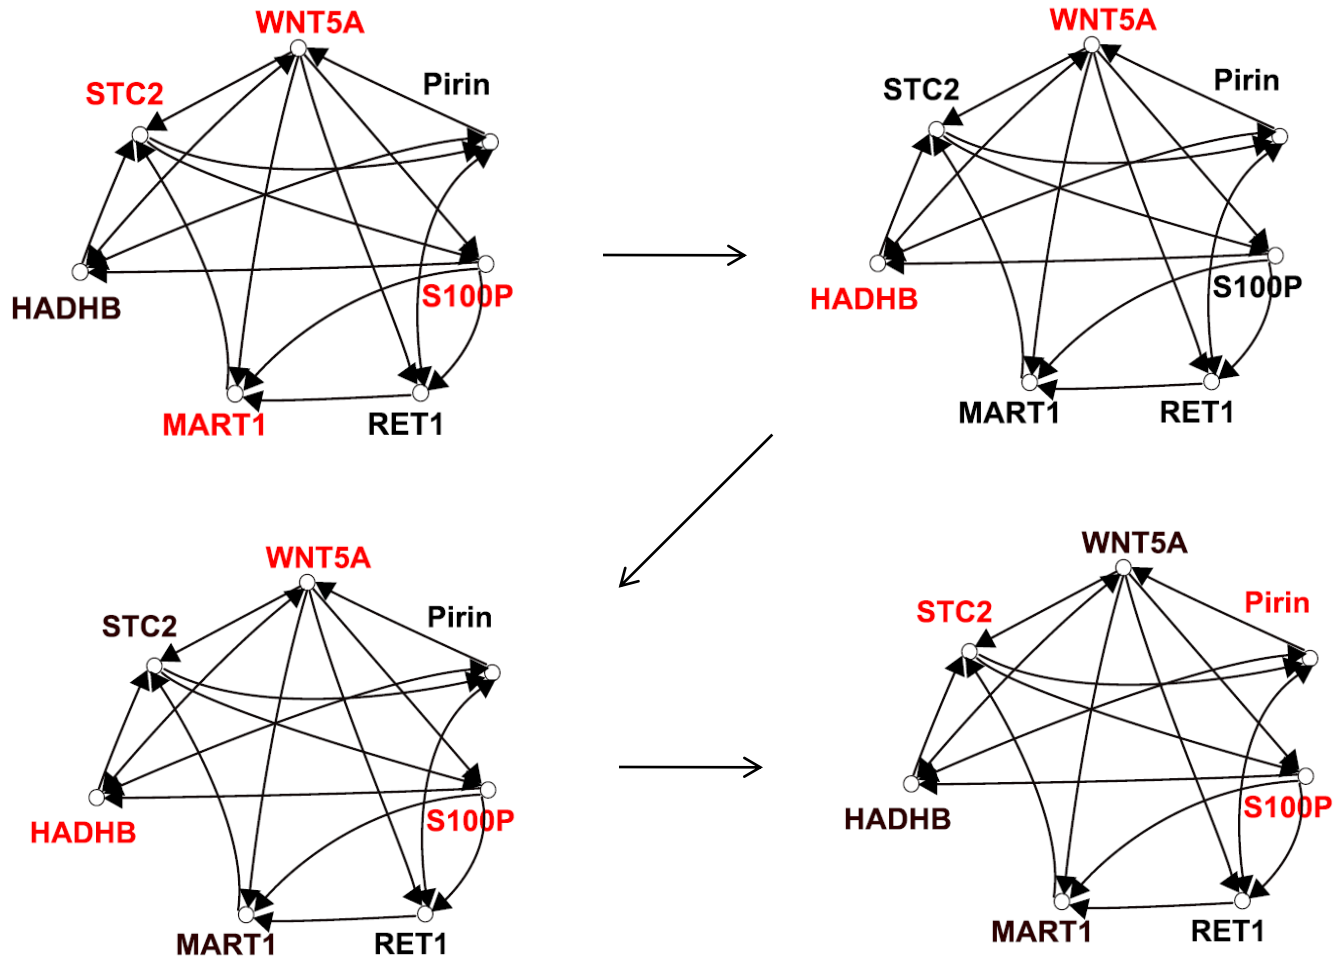 WNT5A
Pirin
STC2
S100P
HADHB
MART1
RET1
WNT5A
Pirin
STC2
S100P
HADHB
MART1
RET1
WNT5A
Pirin
STC2
S100P
HADHB
MART1
RET1
WNT5A
Pirin
STC2
S100P
HADHB
MART1
RET1